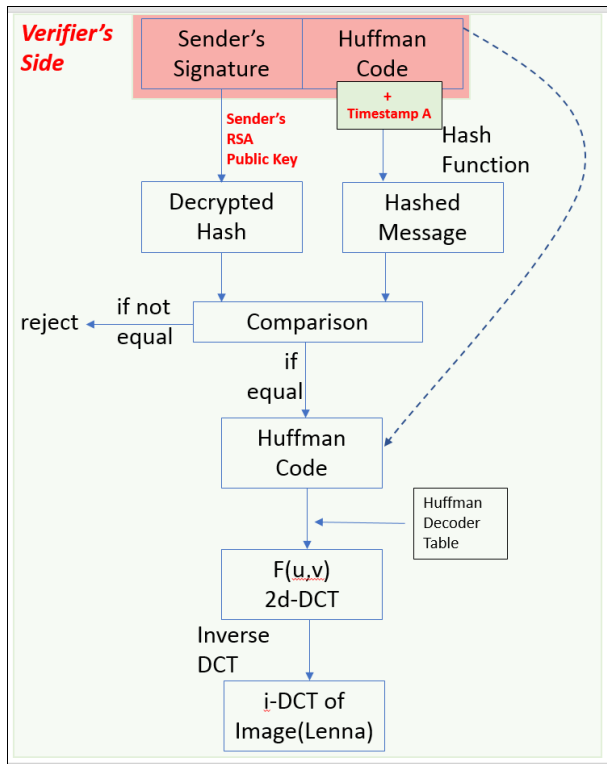 Verifier’s
Side
Sender’s
Signature
Huffman
Code
+
Timestamp A
Sender’s
RSA
Public Key
Hash
Function
Decrypted
Hash
Hashed
Message
reject
if not
equal
Comparison
if
equal
Huffman
Code
Huffman
Decoder
Table
F(u,v)
2d-DCT
Inverse
DCT
i-DCT of
Image(Lenna)